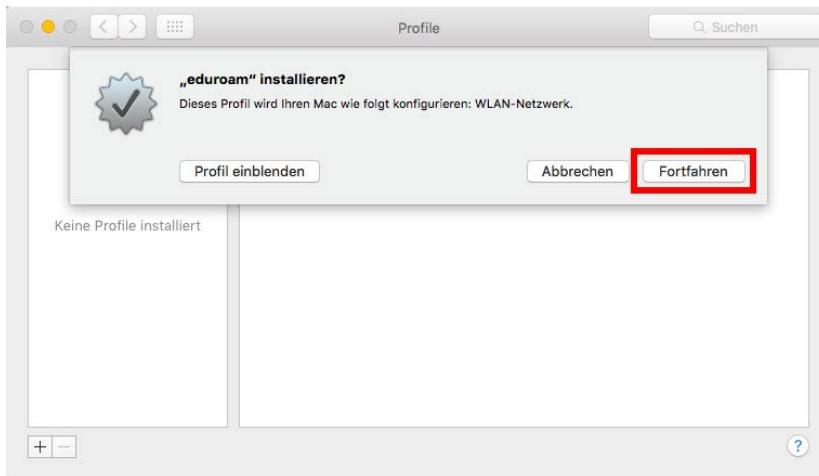 Profile
Suchen
„eduroam“ installieren?
Dieses Profil wird Ihren Mac wie folgt konfigurieren: WLAN-Netzwerk.
Profil einblenden
Abbrechen
Fortfahren
Keine Profile installiert
+ −
?